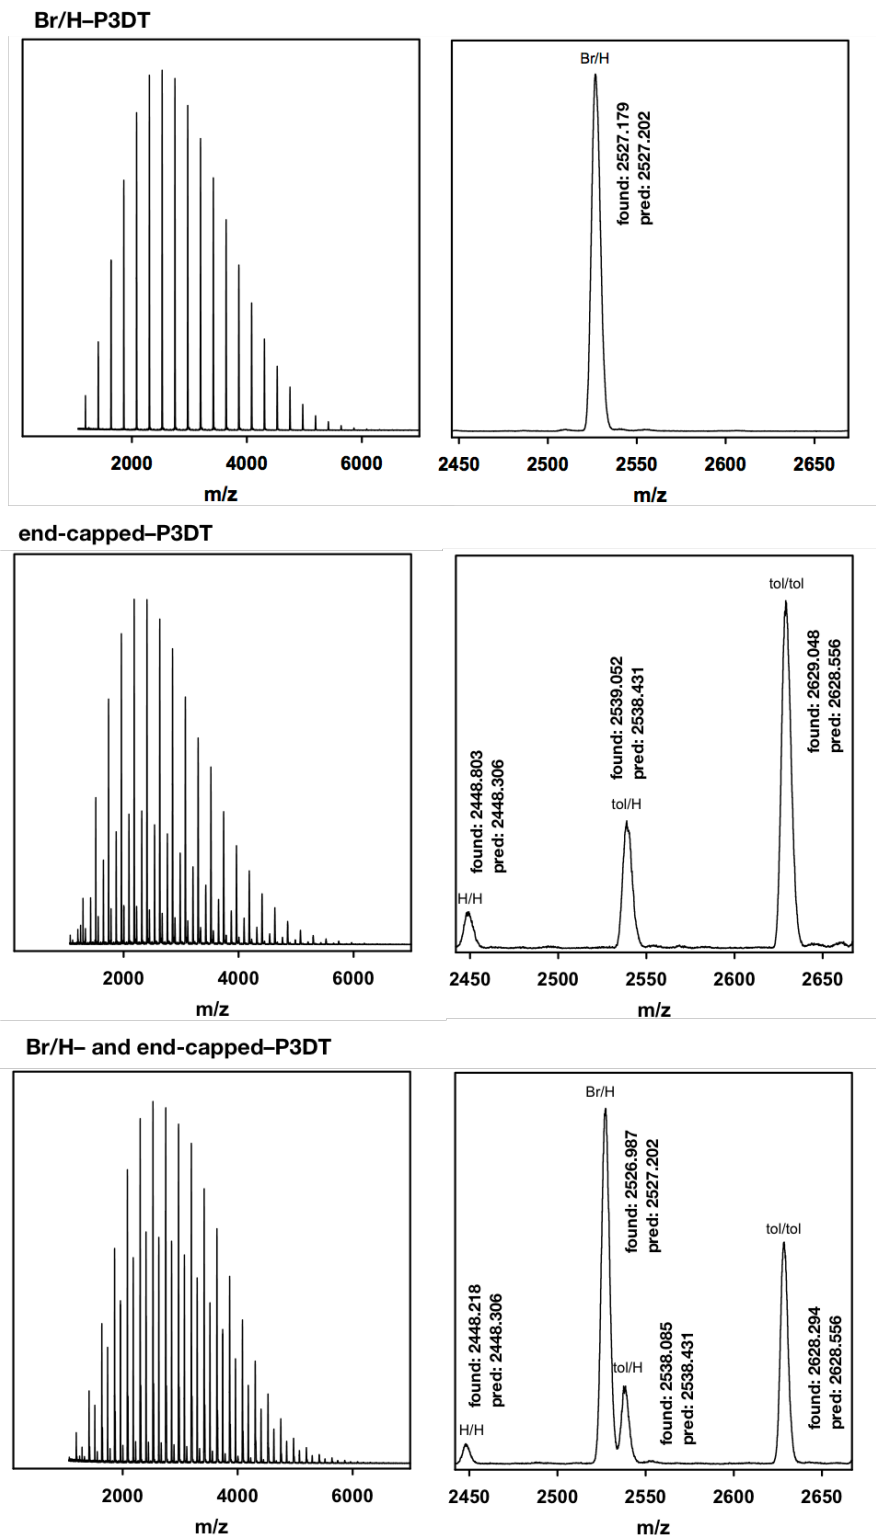 Br/H–P3DT
2000 4000 6000
m/z
Br/H
found: 2527.179
pred: 2527.202
2450 2500 2550 2600 2650
m/z
end-capped–P3DT
2000 4000 6000
m/z
H/H
found: 2448.803
pred: 2448.306
tol/H
found: 2539.052
pred: 2538.431
tol/tol
found: 2629.048
pred: 2628.556
2450 2500 2550 2600 2650
m/z
Br/H– and end-capped–P3DT
2000 4000 6000
m/z
H/H
found: 2448.218
pred: 2448.306
Br/H
found: 2526.987
pred: 2527.202
tol/H
found: 2538.085
pred: 2538.431
tol/tol
found: 2628.294
pred: 2628.556
2450 2500 2550 2600 2650
m/z